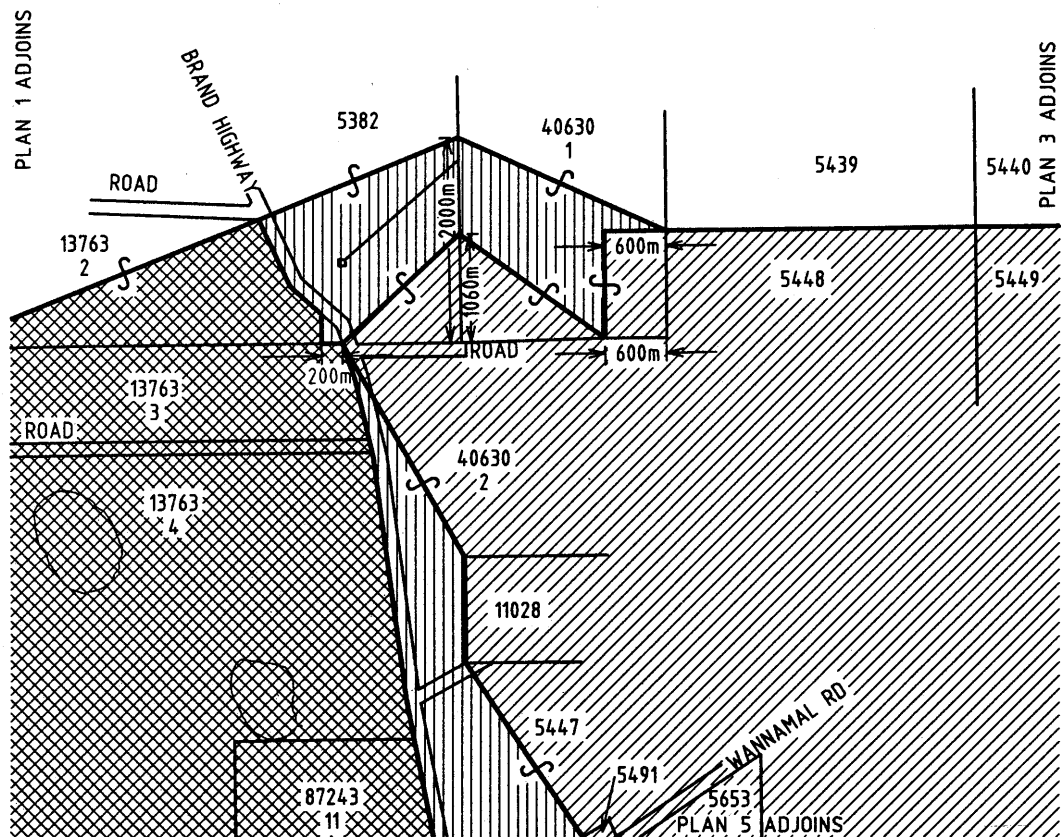 PLAN 1 ADJOINS
BRAND HIGHWAY
5382
40630
1
5439
5440
PLAN 3 ADJOINS
ROAD
13763
2
2000m
1060m
600m
5448
5449
ROAD
600m
200m
13763
3
ROAD
40630
2
13763
4
11028
5447
WANNAMAL RD
5491
5653
87243
11
PLAN 5 ADJOINS